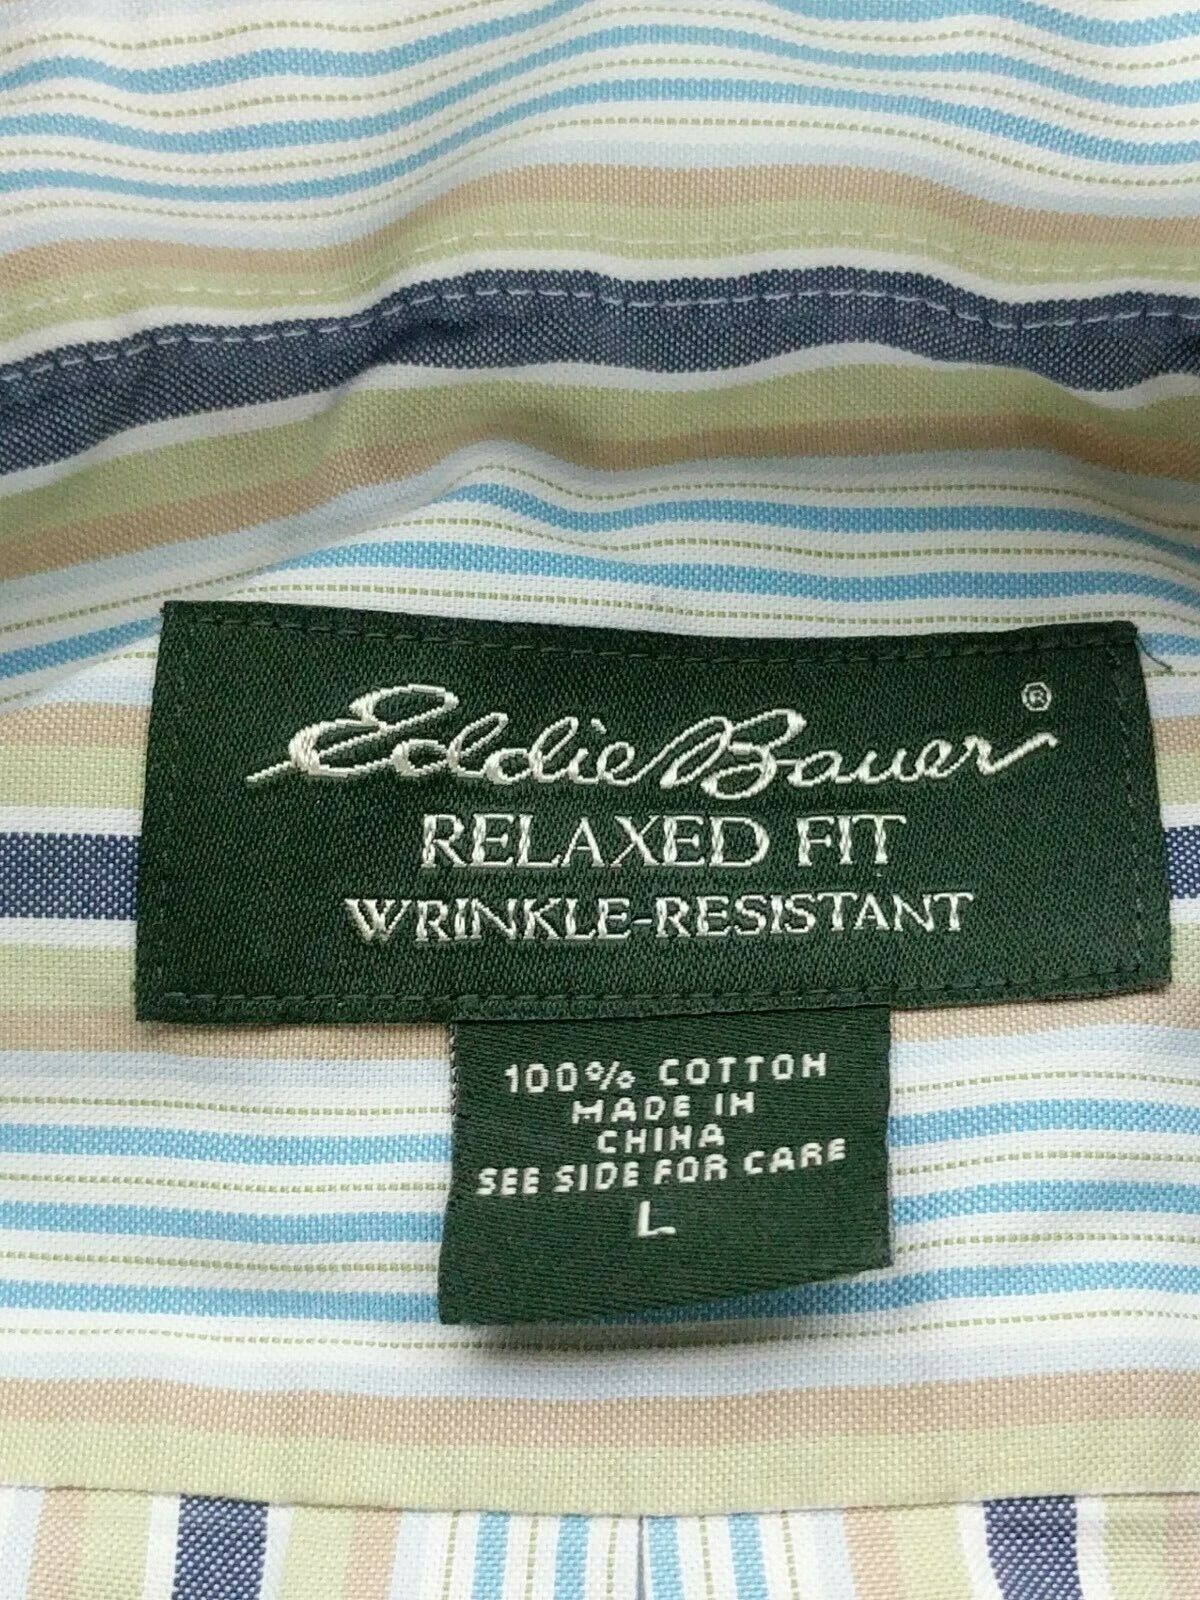 Eddie Bauer ®
RELAXED FIT
WRINKLE-RESISTANT
100% COTTON
MADE IN
CHINA
SEE SIDE FOR CARE
L